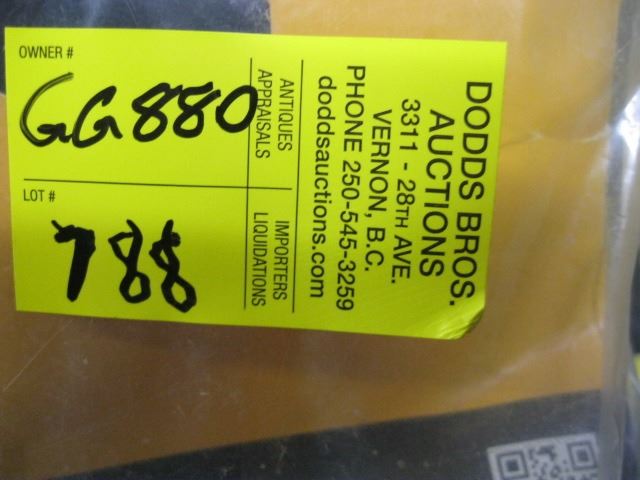 DODDS BROS.
AUCTIONS
3311 - 28TH AVE.
VERNON, B.C.
PHONE 250-545-3259
doddsauctions.com
ANTIQUES IMPORTERS
APPRAISALS LIQUIDATIONS
OWNER #
GG880
LOT #
788